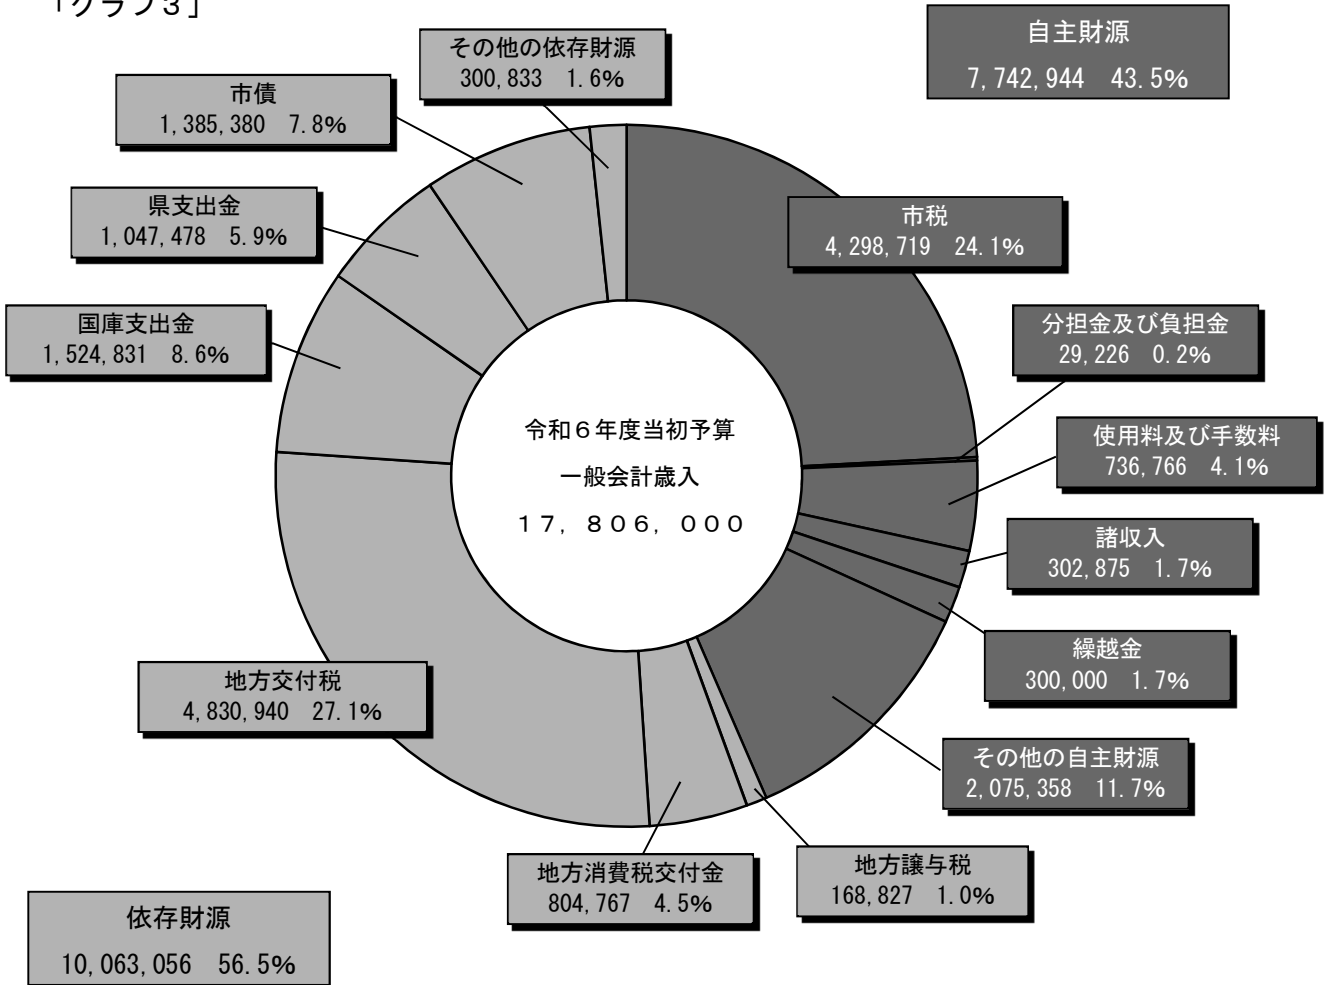 「グラフ3」
自主財源
7,742,944 43.5%
その他の依存財源
300,833 1.6%
市債
1,385,380 7.8%
県支出金
1,047,478 5.9%
市税
4,298,719 24.1%
国庫支出金
1,524,831 8.6%
分担金及び負担金
29,226 0.2%
使用料及び手数料
736,766 4.1%
令和6年度当初予算
一般会計歳入
17,806,000
諸収入
302,875 1.7%
繰越金
300,000 1.7%
地方交付税
4,830,940 27.1%
その他の自主財源
2,075,358 11.7%
地方消費税交付金
804,767 4.5%
地方譲与税
168,827 1.0%
依存財源
10,063,056 56.5%